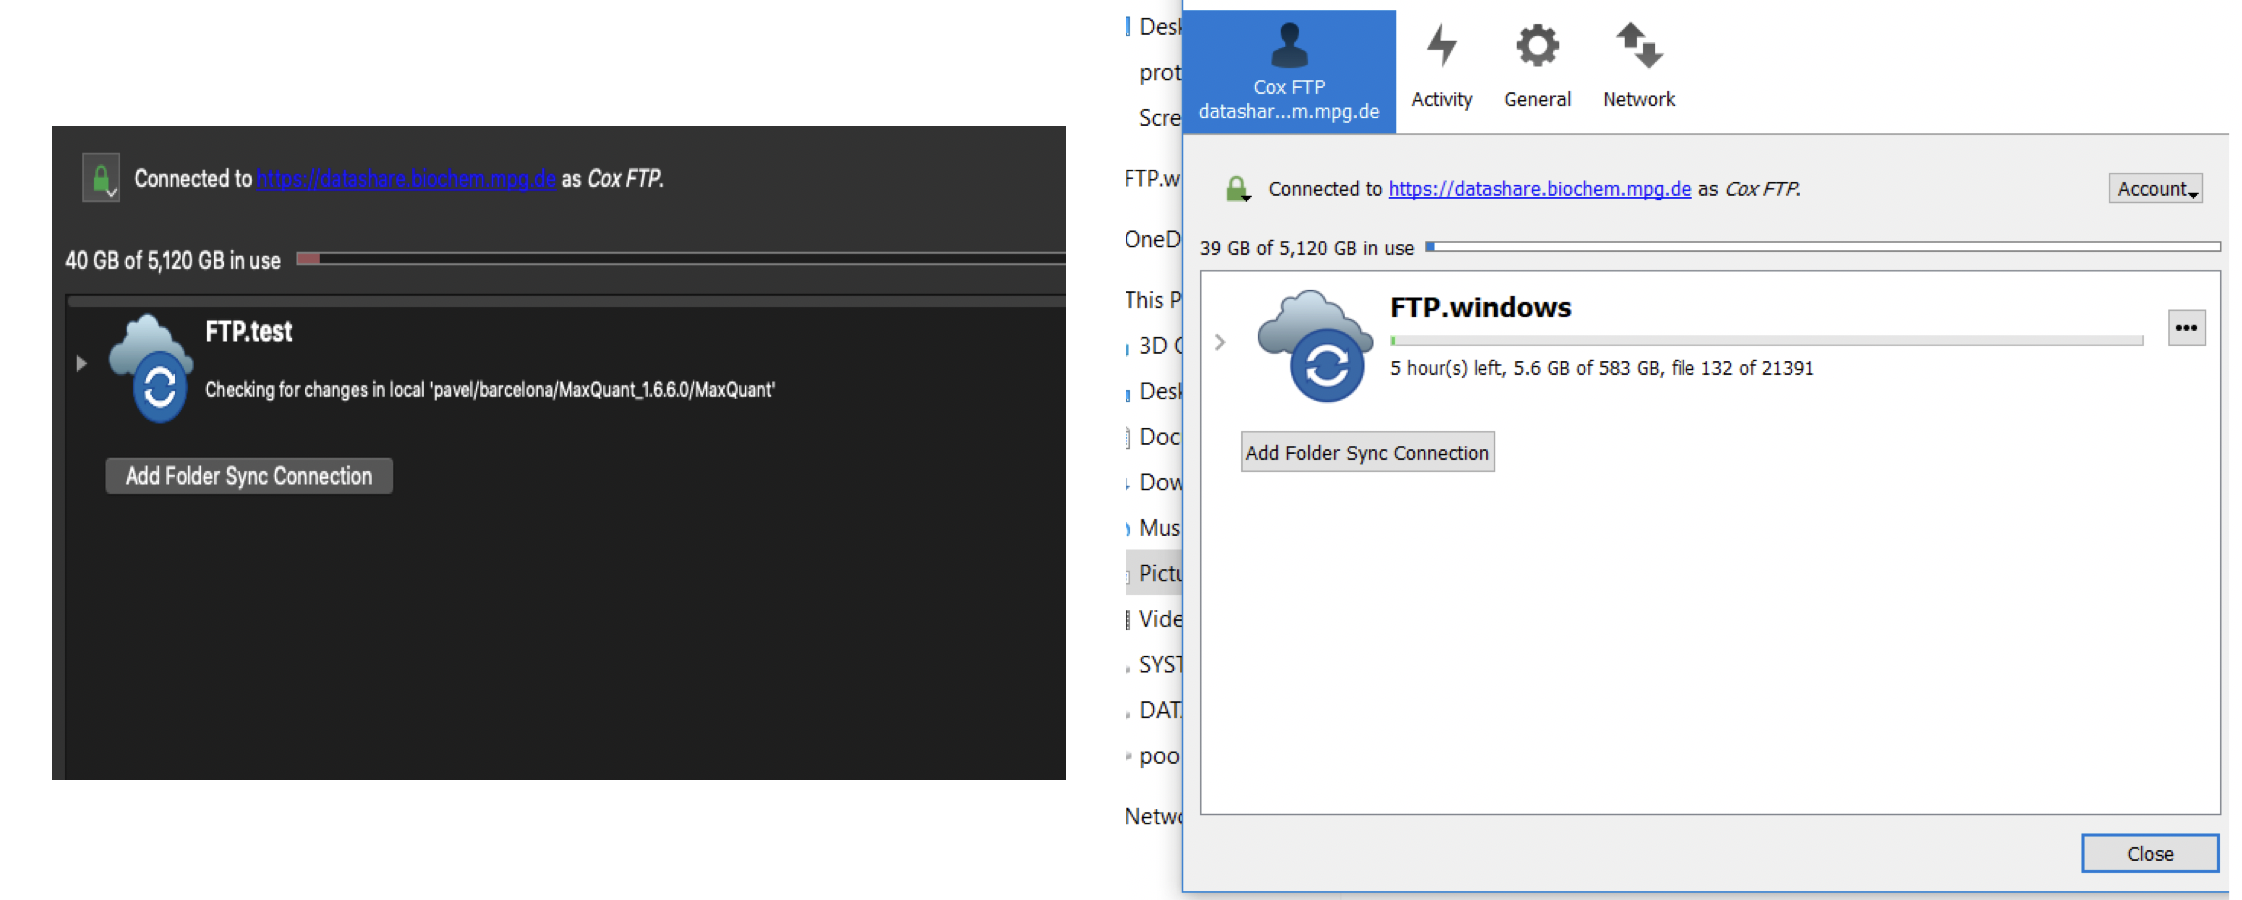 Connected to https://datashare.biochem.mpg.de as Cox FTP.
40 GB of 5,120 GB in use
FTP.test
Checking for changes in local 'pavel/barcelona/MaxQuant_1.6.6.0/MaxQuant'
Add Folder Sync Connection
Desk
prot
Scre
FTP.w
OneD
This P
3D
Desk
Doc
Dow
Mus
Pictu
Vide
SYST
DAT
poo
Netwo
Cox FTP
datashar...m.mpg.de
Activity
General
Network
Connected to https://datashare.biochem.mpg.de as Cox FTP.
Account
39 GB of 5,120 GB in use
FTP.windows
5 hour(s) left, 5.6 GB of 583 GB, file 132 of 21391
Add Folder Sync Connection
Close